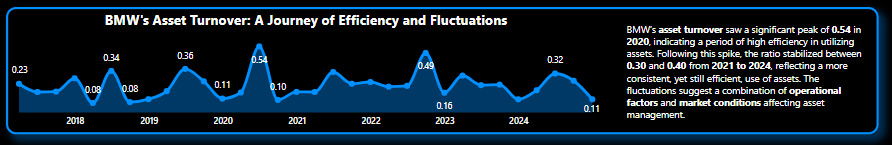 BMW's Asset Turnover: A Journey of Efficiency and Fluctuations
0.23
0.08
0.34
0.08
0.36
0.11
0.54
0.10
0.49
0.16
0.32
0.11
2018
2019
2020
2021
2022
2023
2024
BMW's asset turnover saw a significant peak of 0.54 in
2020, indicating a period of high efficiency in utilizing
assets. Following this spike, the ratio stabilized between
0.30 and 0.40 from 2021 to 2024, reflecting a more
consistent, yet still efficient, use of assets. The
fluctuations suggest a combination of operational
factors and market conditions affecting asset
management.